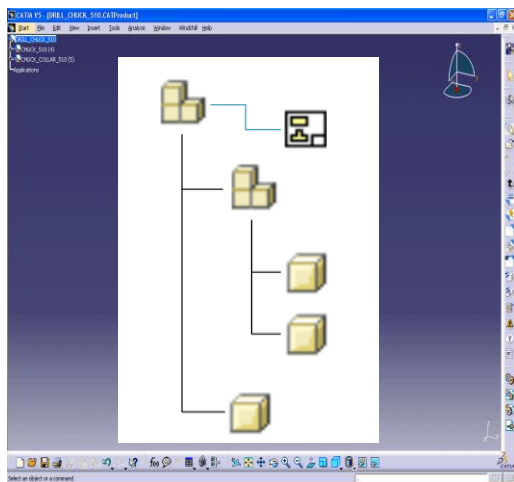 CATIA V5 - [DRILL_CHUCK_510.CATProduct]
Start File Edit View Insert Tools Analyze Window Windchill Help
DRILL_CHUCK_510
CHUCK_510 (4)
CHUCK_COLLAR_510 (5)
Applications
Select an object or a command
CATIA